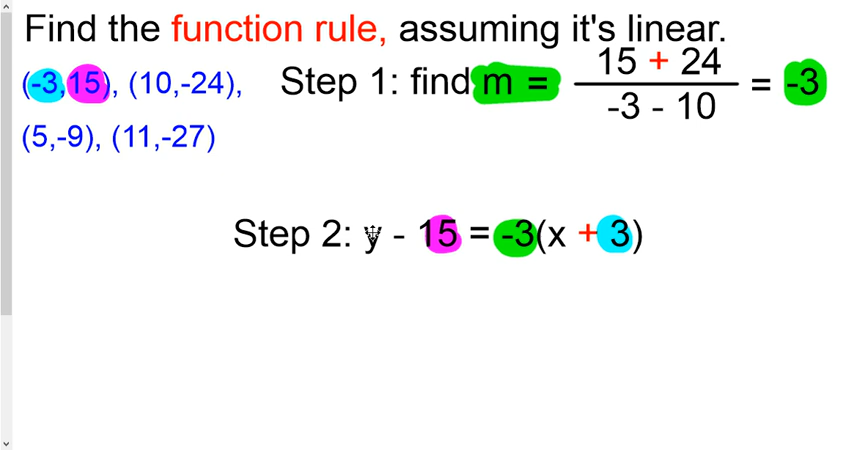 Find the function rule, assuming it's linear.
(-3,15), (10,-24), Step 1: find m = 15 + 24 / -3 - 10 = -3
(5,-9), (11,-27)
Step 2: y - 15 = -3(x + 3)